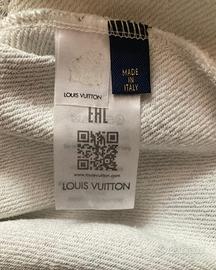 LOUIS VUITTON
MADE IN
ITALY
EAC
www.louisvuitton.com
LOUIS VUITTON